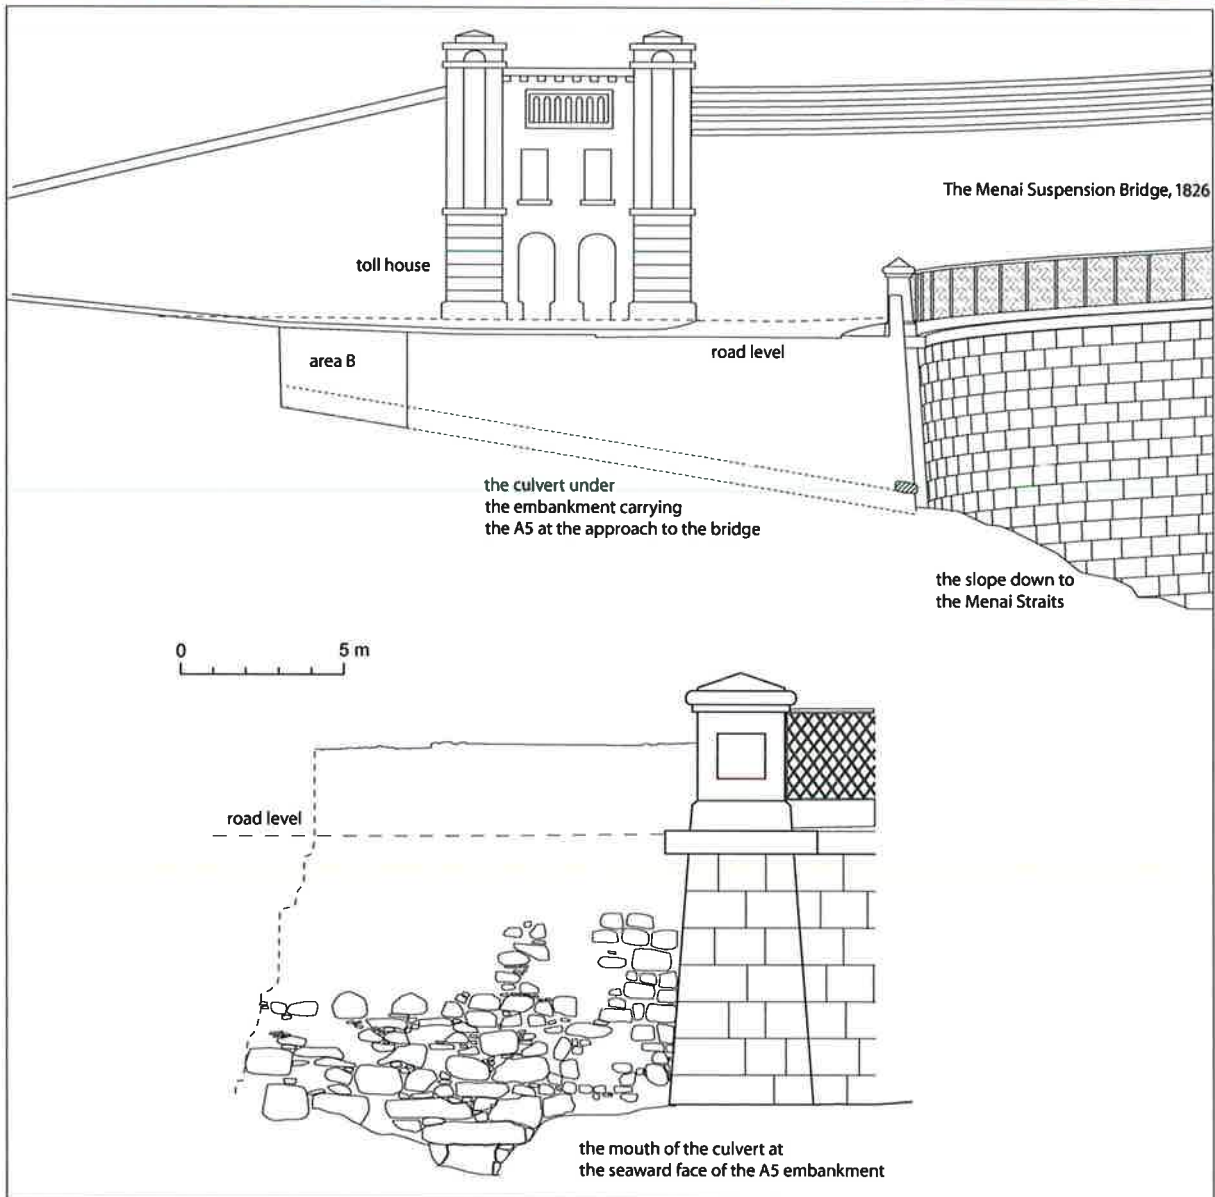 The Menai Suspension Bridge, 1826
toll house
road level
area B
the culvert under
the embankment carrying
the A5 at the approach to the bridge
the slope down to
the Menai Straits
0 5 m
road level
the mouth of the culvert at
the seaward face of the A5 embankment